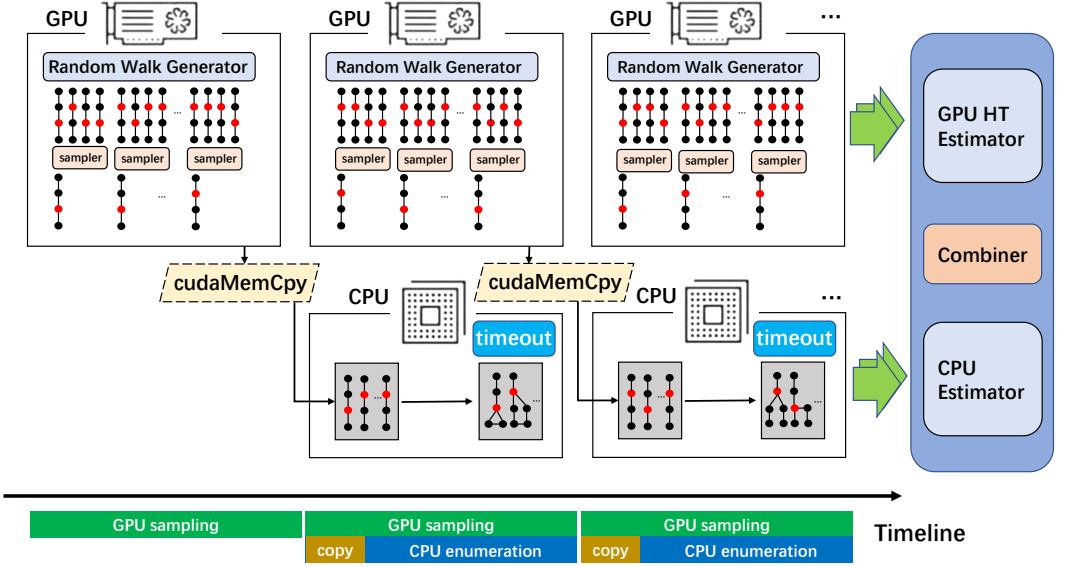 GPU
GPU
GPU
...
Random Walk Generator
Random Walk Generator
Random Walk Generator
...
...
...
sampler
sampler
sampler
sampler
sampler
sampler
sampler
sampler
sampler
...
...
...
GPU HT
Estimator
Combiner
CPU
Estimator
cudaMemCpy
cudaMemCpy
CPU
CPU
...
timeout
timeout
...
...
...
...
GPU sampling
GPU sampling
GPU sampling
Timeline
copy
CPU enumeration
copy
CPU enumeration